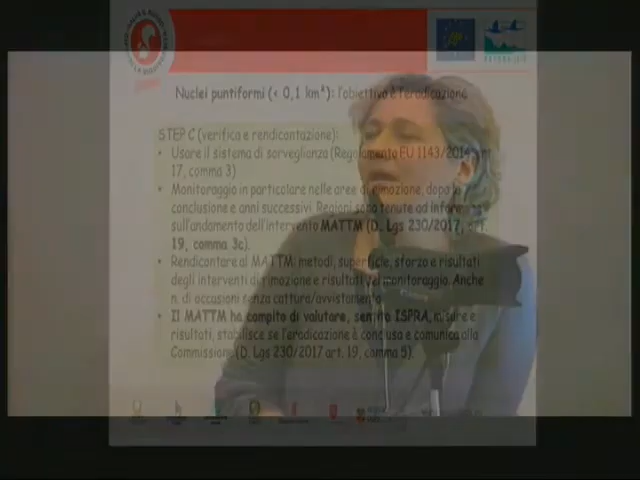 Nuclei puntiformi (< 0,1 km²): l'obiettivo è l'eradicazione
STEP C (verifica e rendicontazione):
• Usare il sistema di sorveglianza (Regolamento EU 1143/2014 art.
17, comma 3)
• Monitoraggio in particolare nelle aree di rimozione, dopo la
conclusione e anni successivi. Regioni sono tenute ad
sull'andamento dell'intervento MATTM (D. Lgs 230/2017, art.
19, comma 3c).
• Rendicontare al MATTM: metodi, superficie, sforzo e risultati
degli interventi di rimozione e risultati del monitoraggio. Anche
n. di occasioni senza cattura/avvistamento
• Il MATTM ha compito di valutare, sentito ISPRA, misure e
risultati, stabilisce se l'eradicazione è conclusa e comunica alla
Commissione (D. Lgs 230/2017 art. 19, comma 5).